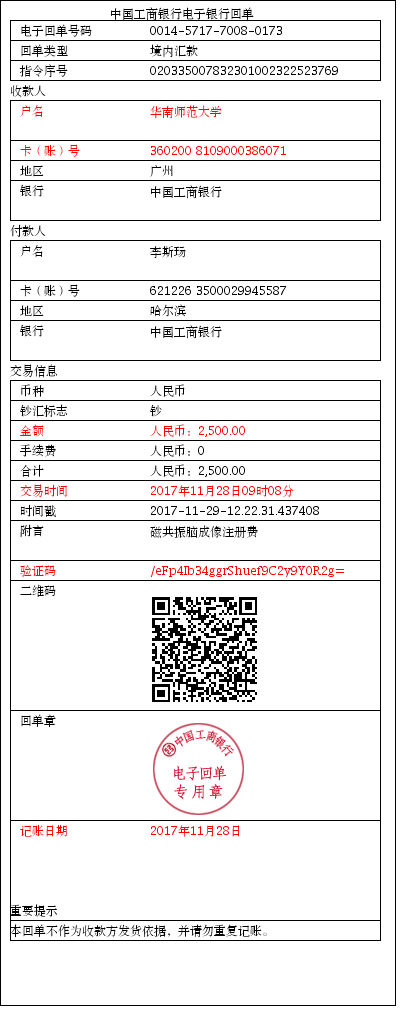 中国工商银行电子银行回单
电子回单号码 0014-5717-7008-0173
回单类型 境内汇款
指令序号 020335007832301002322523769
收款人
户名 华南师范大学
卡（账）号 360200 8109000386071
地区 广州
银行 中国工商银行
付款人
户名 李斯玚
卡（账）号 621226 3500029945587
地区 哈尔滨
银行 中国工商银行
交易信息
币种 人民币
钞汇标志 钞
金额 人民币：2,500.00
手续费 人民币：0
合计 人民币：2,500.00
交易时间 2017年11月28日09时08分
时间戳 2017-11-29-12.22.31.437408
附言 磁共振脑成像注册费
验证码 /eFp4Ib34ggrShuef9C2y9Y0R2g=
二维码
回单章
中国工商银行
电子回单
专用章
记账日期 2017年11月28日
重要提示
本回单不作为收款方发货依据，并请勿重复记账。